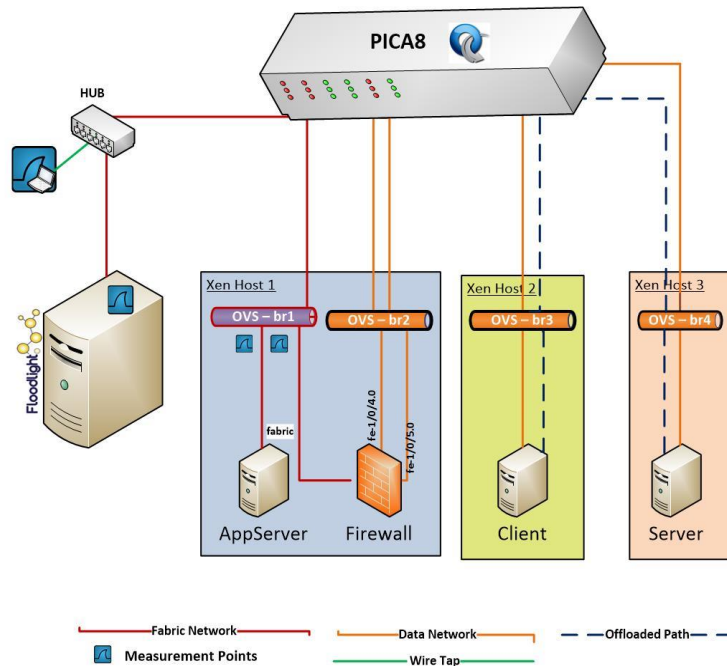 PICA8
HUB
Floodlight
Xen Host 1
Xen Host 2
Xen Host 3
OVS – br1
OVS – br2
OVS – br3
OVS – br4
fe-1/0/4.0
fe-1/0/5.0
fabric
AppServer
Firewall
Client
Server
Fabric Network
Data Network
Offloaded Path
Measurement Points
Wire Tap